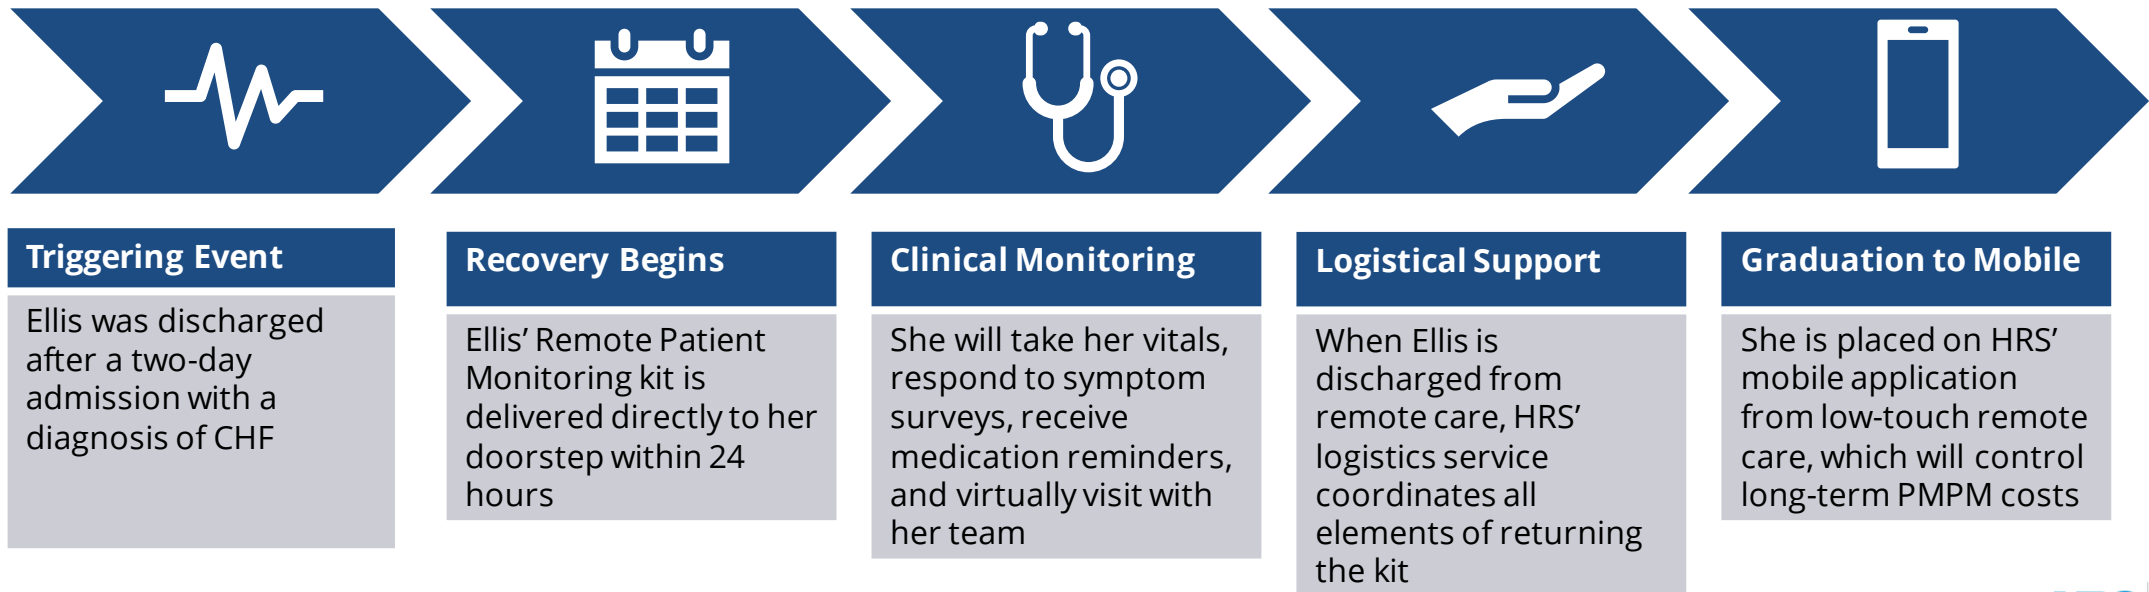 Triggering Event
Ellis was discharged
after a two-day
admission with a
diagnosis of CHF
Recovery Begins
Ellis’ Remote Patient
Monitoring kit is
delivered directly to her
doorstep within 24
hours
Clinical Monitoring
She will take her vitals,
respond to symptom
surveys, receive
medication reminders,
and virtually visit with
her team
Logistical Support
When Ellis is
discharged from
remote care, HRS’
logistics service
coordinates all
elements of returning
the kit
Graduation to Mobile
She is placed on HRS’
mobile application
from low-touch remote
care, which will control
long-term PMPM costs